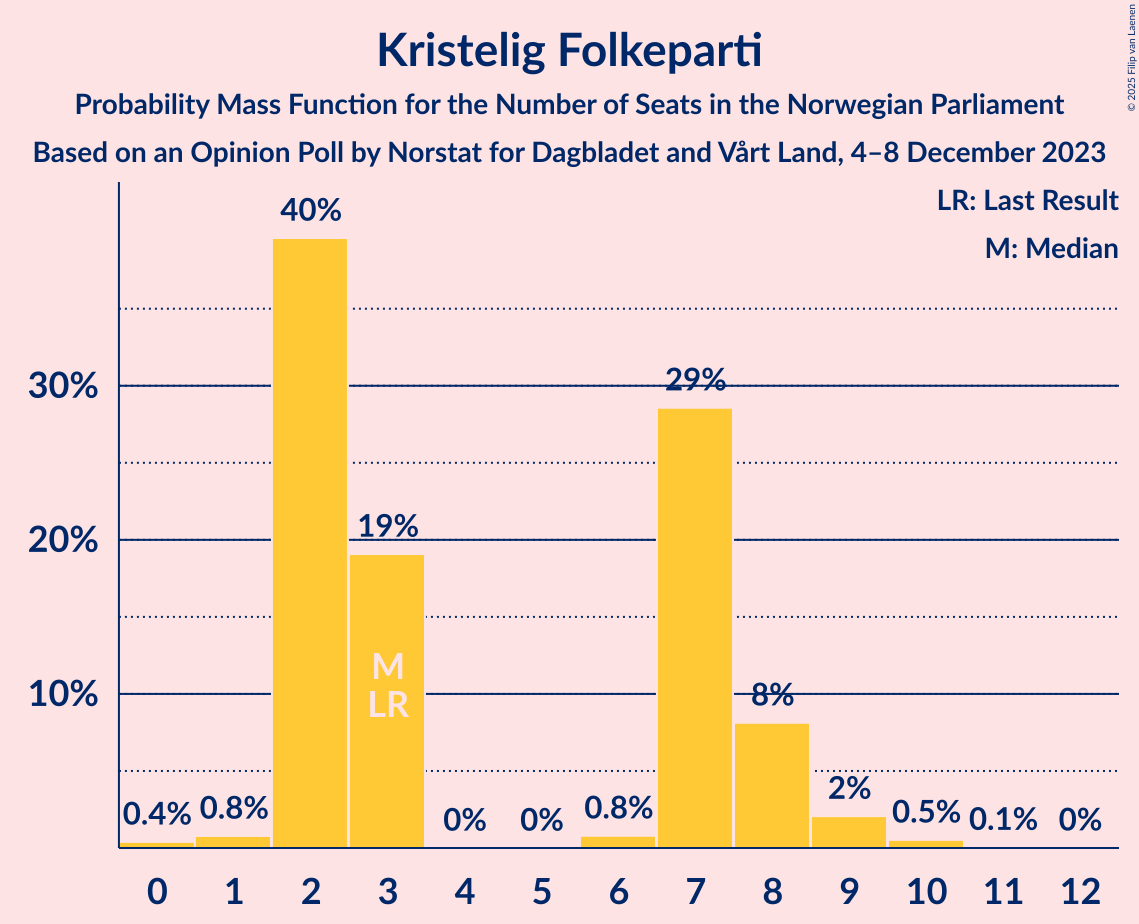 Kristelig Folkeparti
Probability Mass Function for the Number of Seats in the Norwegian Parliament
Based on an Opinion Poll by Norstat for Dagbladet and Vårt Land, 4–8 December 2023
© 2025 Filip van Laenen
LR: Last Result
M: Median
40%
30%
29%
20%
19%
M
LR
10%
8%
0.4%
0.8%
0%
0%
0.8%
2%
0.5%
0.1%
0%
0 1 2 3 4 5 6 7 8 9 10 11 12